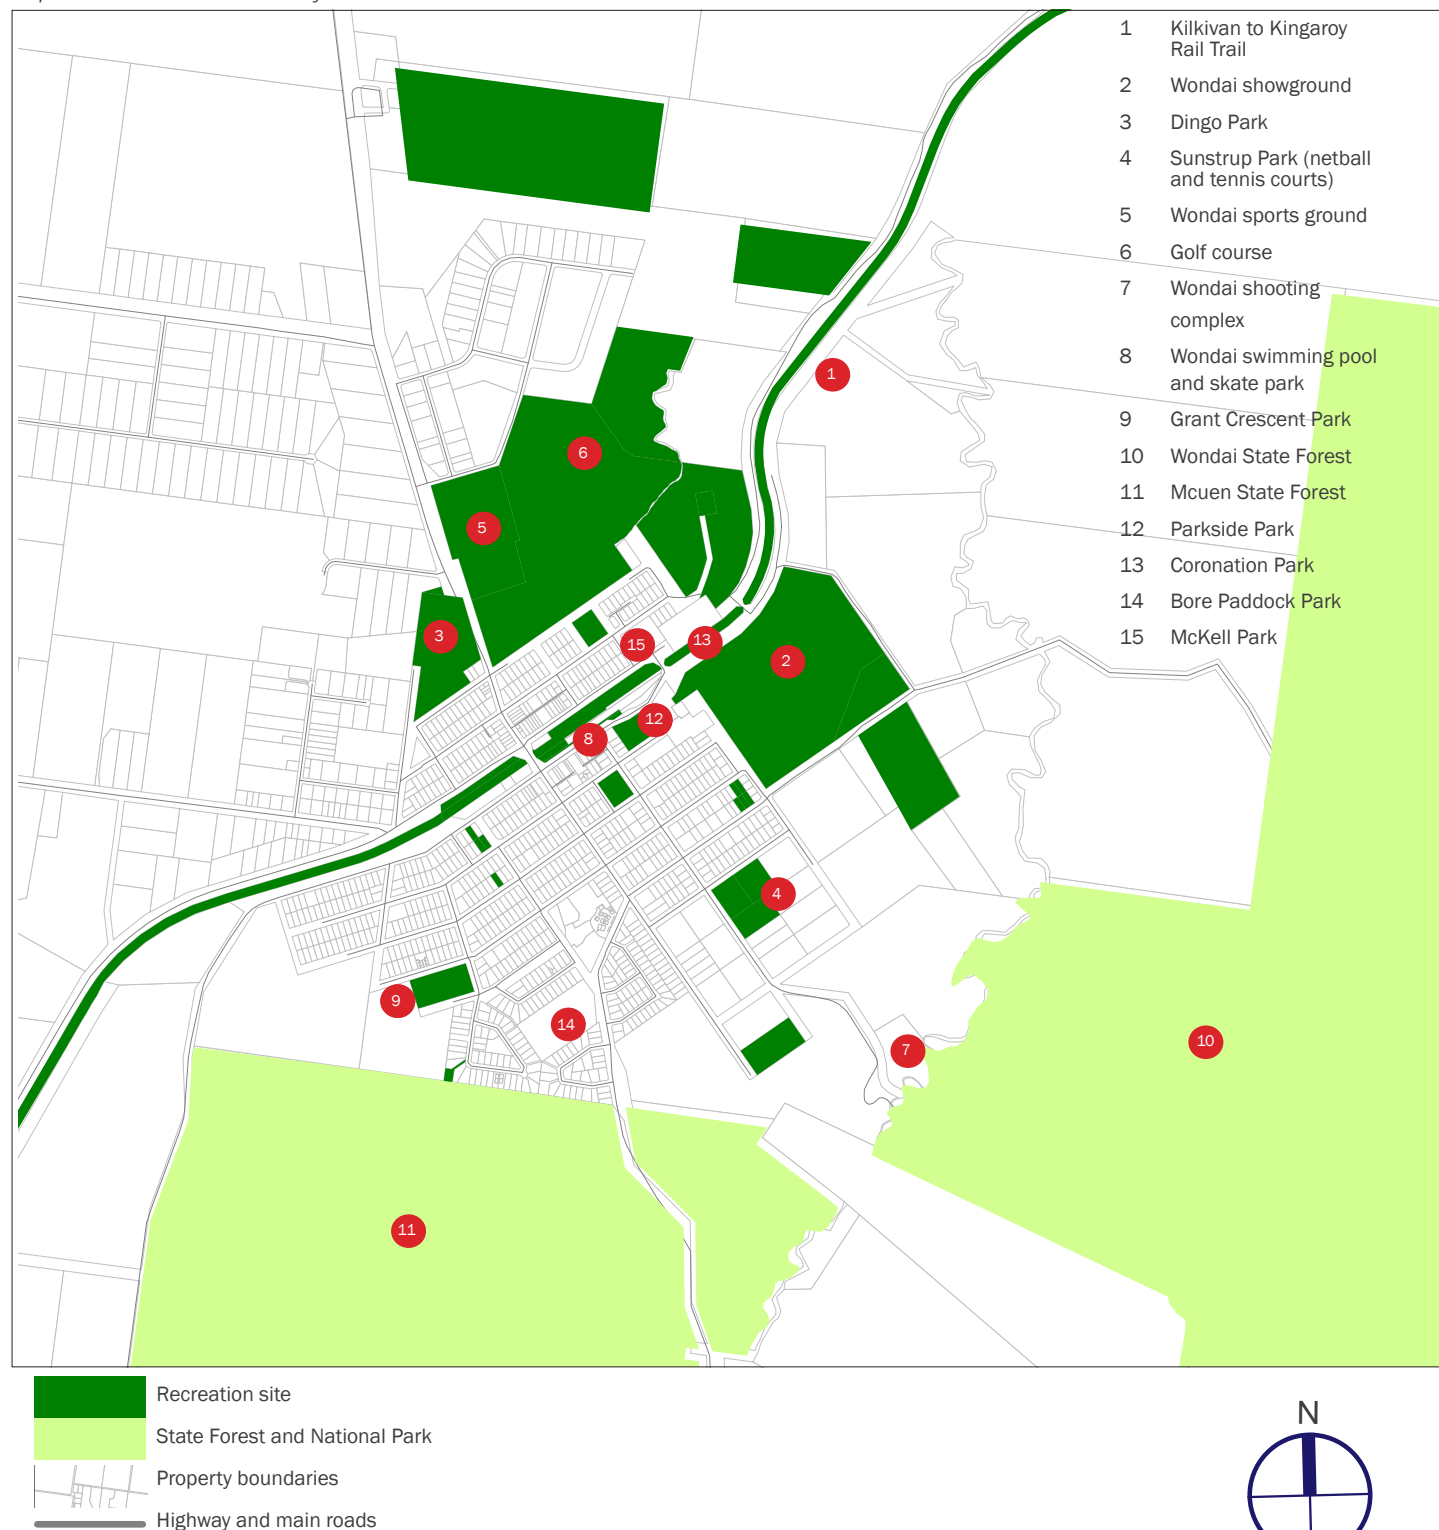 1 Kilkivan to Kingaroy
Rail Trail
2 Wondai showground
3 Dingo Park
4 Sunstrup Park (netball
and tennis courts)
5 Wondai sports ground
6 Golf course
7 Wondai shooting
complex
8 Wondai swimming pool
and skate park
9 Grant Crescent Park
10 Wondai State Forest
11 Mcuen State Forest
12 Parkside Park
13 Coronation Park
14 Bore Paddock Park
15 McKell Park
1
6
5
3
15
13
2
12
8
4
9
14
7
10
11
Recreation site
State Forest and National Park
Property boundaries
Highway and main roads
N